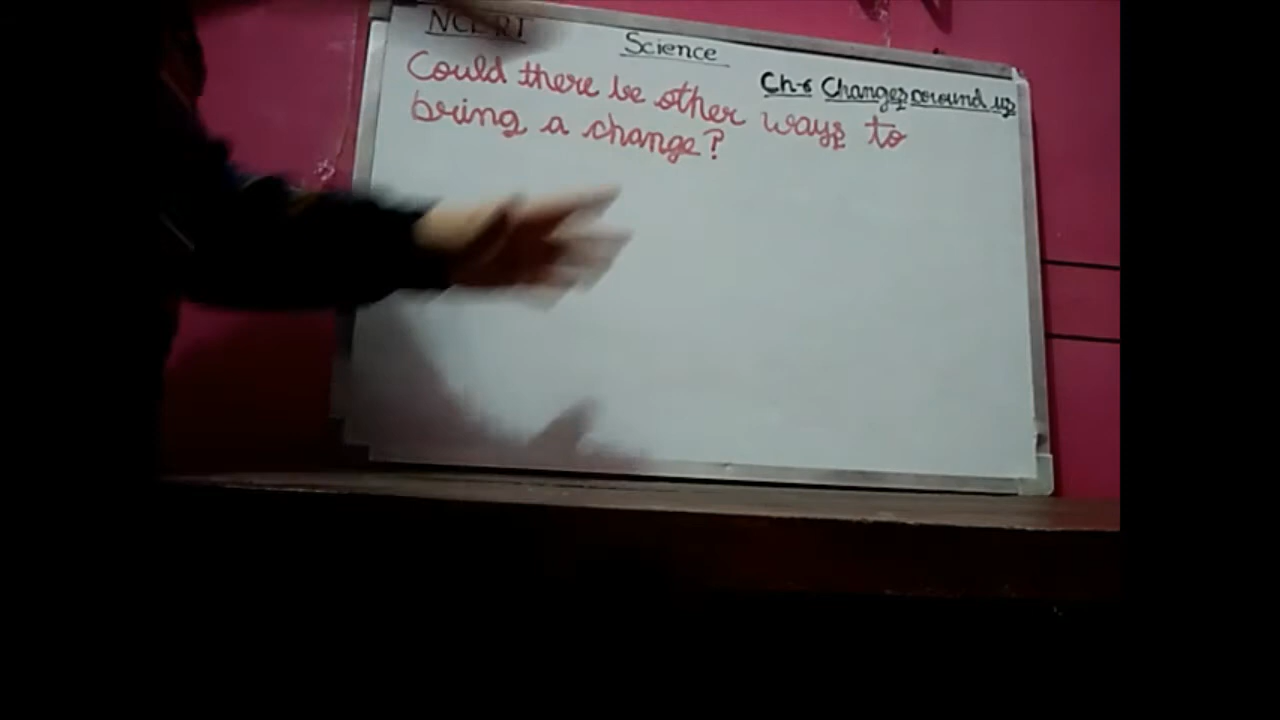 NCERT
Science
Ch-6 Changes around us
Could there be other ways to
bring a change?